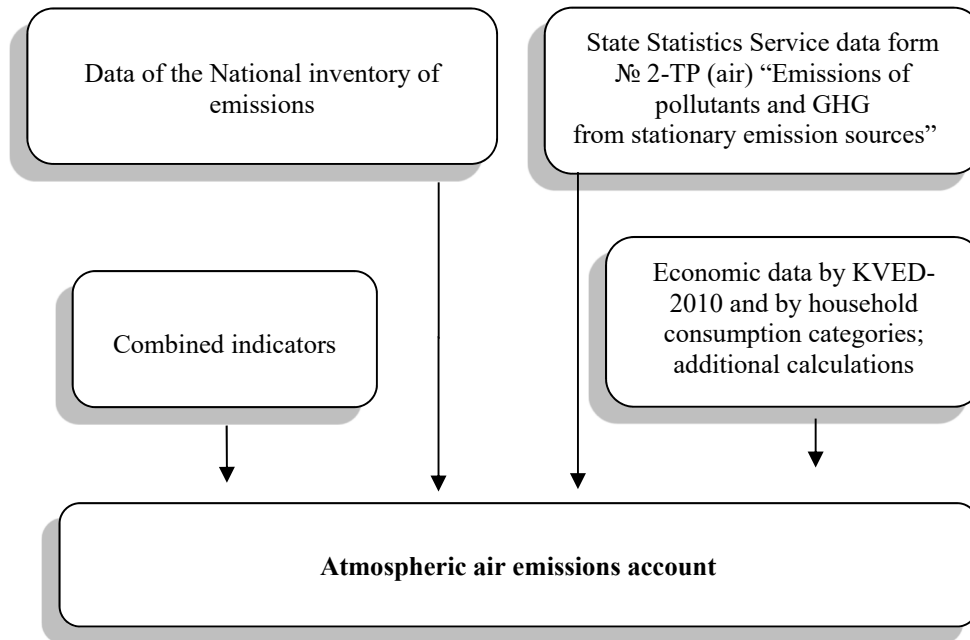 Data of the National inventory of
emissions
State Statistics Service data form
№ 2-TP (air) “Emissions of
pollutants and GHG
from stationary emission sources”
Combined indicators
Economic data by KVED-
2010 and by household
consumption categories;
additional calculations
Atmospheric air emissions account